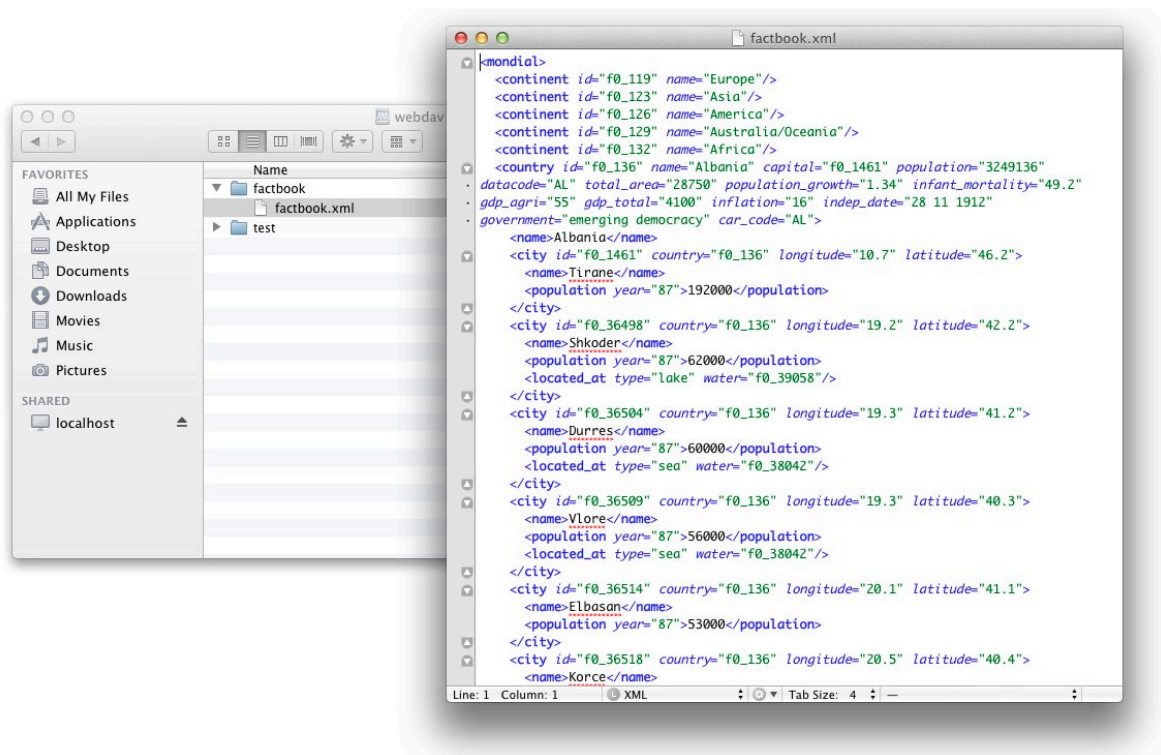 webdav
FAVORITES
All My Files
Applications
Desktop
Documents
Downloads
Movies
Music
Pictures
SHARED
localhost
Name
factbook
factbook.xml
test
factbook.xml
<mondial>
<continent id="f0_119" name="Europe"/>
<continent id="f0_123" name="Asia"/>
<continent id="f0_126" name="America"/>
<continent id="f0_129" name="Australia/Oceania"/>
<continent id="f0_132" name="Africa"/>
<country id="f0_136" name="Albania" capital="f0_1461" population="3249136"
datacode="AL" total_area="28750" population_growth="1.34" infant_mortality="49.2"
gdp_agri="55" gdp_total="4100" inflation="16" indep_date="28 11 1912"
government="emerging democracy" car_code="AL">
<name>Albania</name>
<city id="f0_1461" country="f0_136" longitude="10.7" latitude="46.2">
<name>Tirane</name>
<population year="87">192000</population>
</city>
<city id="f0_36498" country="f0_136" longitude="19.2" latitude="42.2">
<name>Shkoder</name>
<population year="87">62000</population>
<located_at type="lake" water="f0_39058"/>
</city>
<city id="f0_36504" country="f0_136" longitude="19.3" latitude="41.2">
<name>Durres</name>
<population year="87">60000</population>
<located_at type="sea" water="f0_38042"/>
</city>
<city id="f0_36509" country="f0_136" longitude="19.3" latitude="40.3">
<name>Vlore</name>
<population year="87">56000</population>
<located_at type="sea" water="f0_38042"/>
</city>
<city id="f0_36514" country="f0_136" longitude="20.1" latitude="41.1">
<name>Elbasan</name>
<population year="87">53000</population>
</city>
<city id="f0_36518" country="f0_136" longitude="20.5" latitude="40.4">
<name>Korce</name>
Line: 1 Column: 1 L XML Tab Size: 4 —